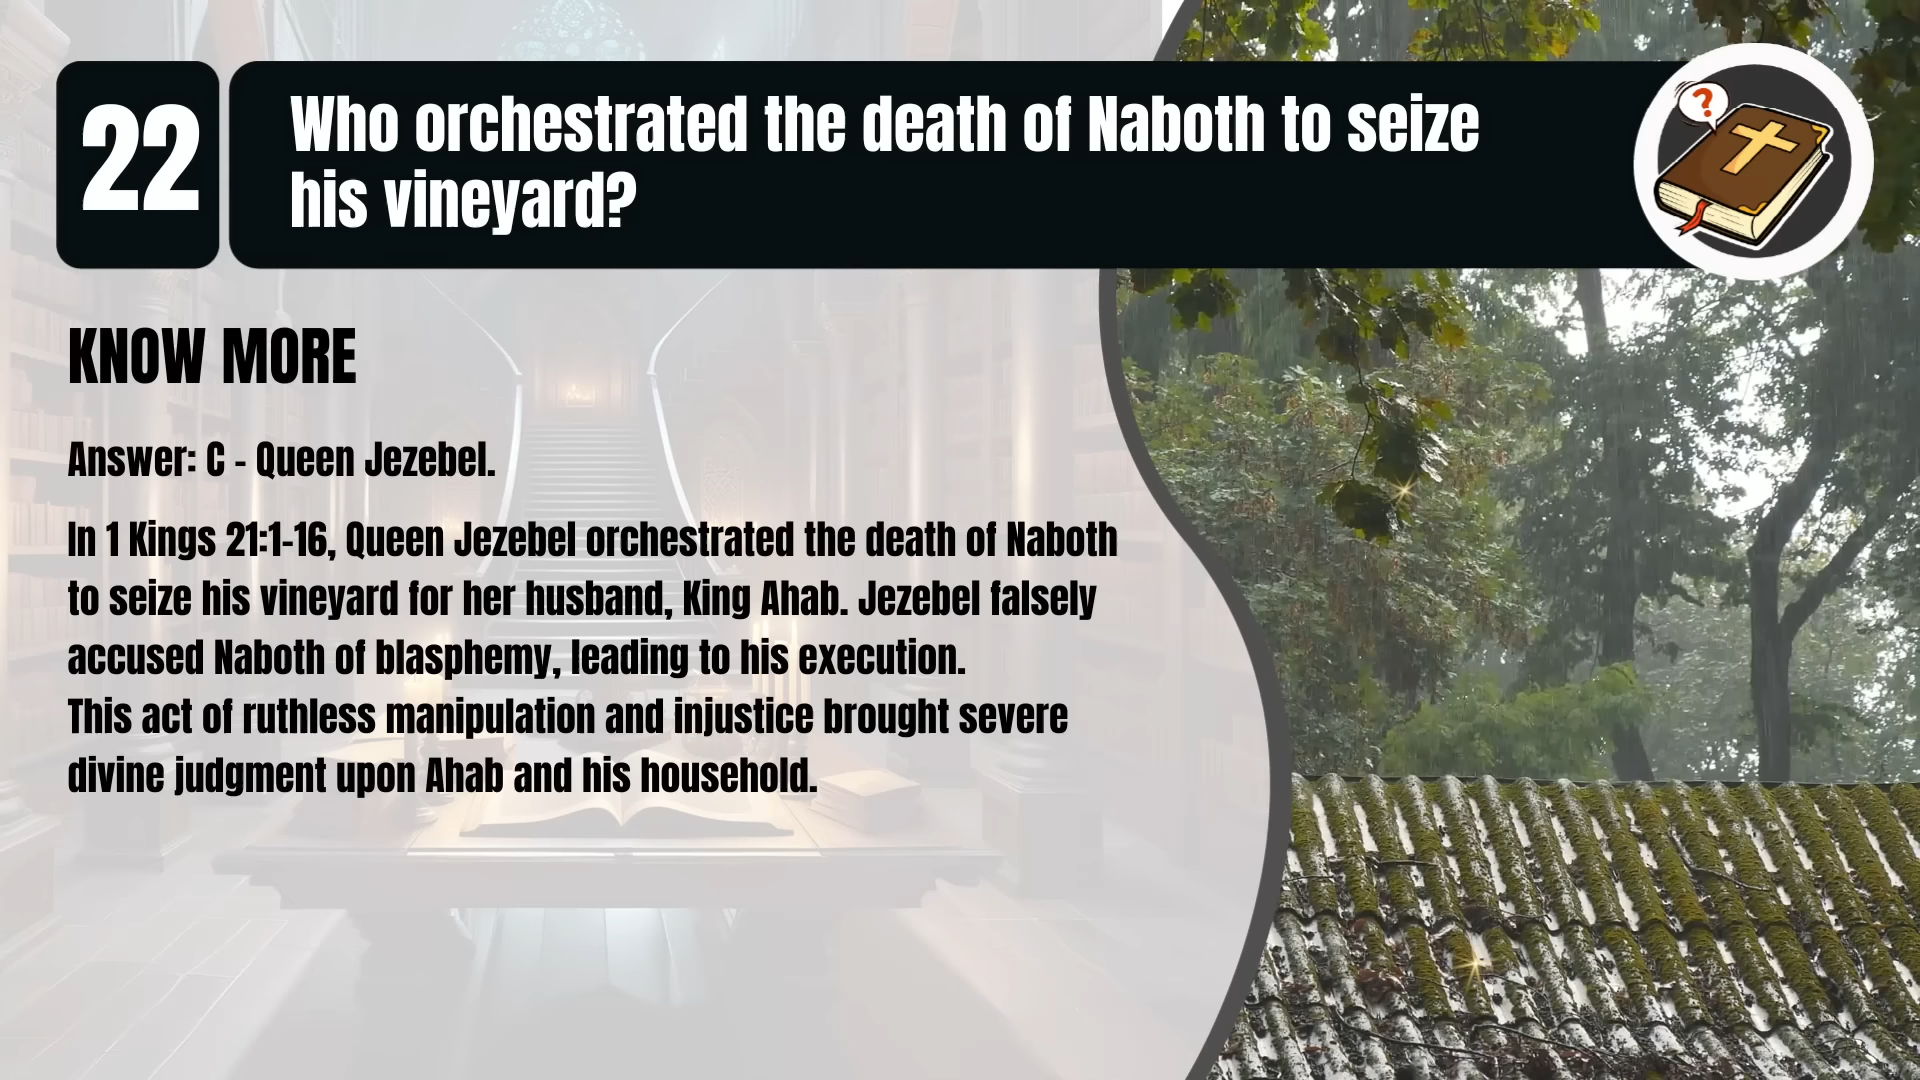 22
Who orchestrated the death of Naboth to seize
his vineyard?
?
KNOW MORE
Answer: C - Queen Jezebel.
In 1 Kings 21:1-16, Queen Jezebel orchestrated the death of Naboth
to seize his vineyard for her husband, King Ahab. Jezebel falsely
accused Naboth of blasphemy, leading to his execution.
This act of ruthless manipulation and injustice brought severe
divine judgment upon Ahab and his household.